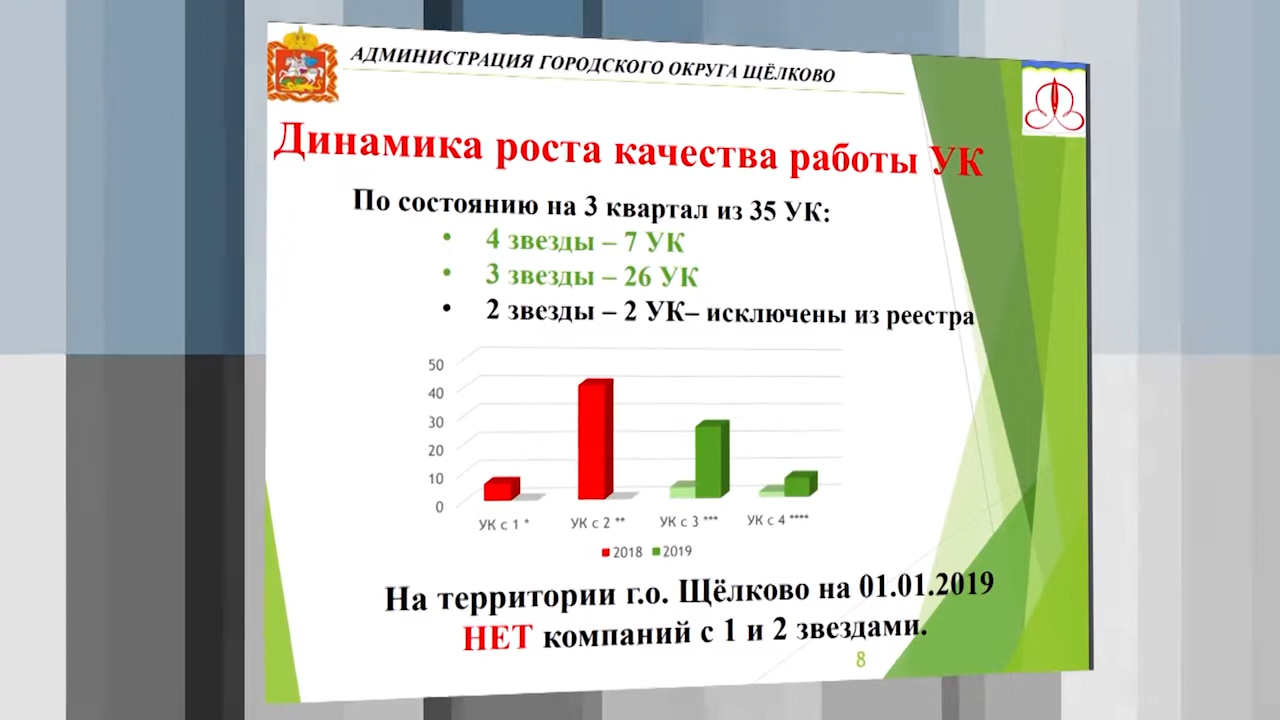 АДМИНИСТРАЦИЯ ГОРОДСКОГО ОКРУГА ЩЁЛКОВО
Динамика роста качества работы УК
По состоянию на 3 квартал из 35 УК:
• 4 звезды – 7 УК
• 3 звезды – 26 УК
• 2 звезды – 2 УК– исключены из реестра
50
40
30
20
10
0
УК с 1 * УК с 2 ** УК с 3 *** УК с 4 ****
2018 2019
На территории г.о. Щёлково на 01.01.2019
НЕТ компаний с 1 и 2 звездами.
8